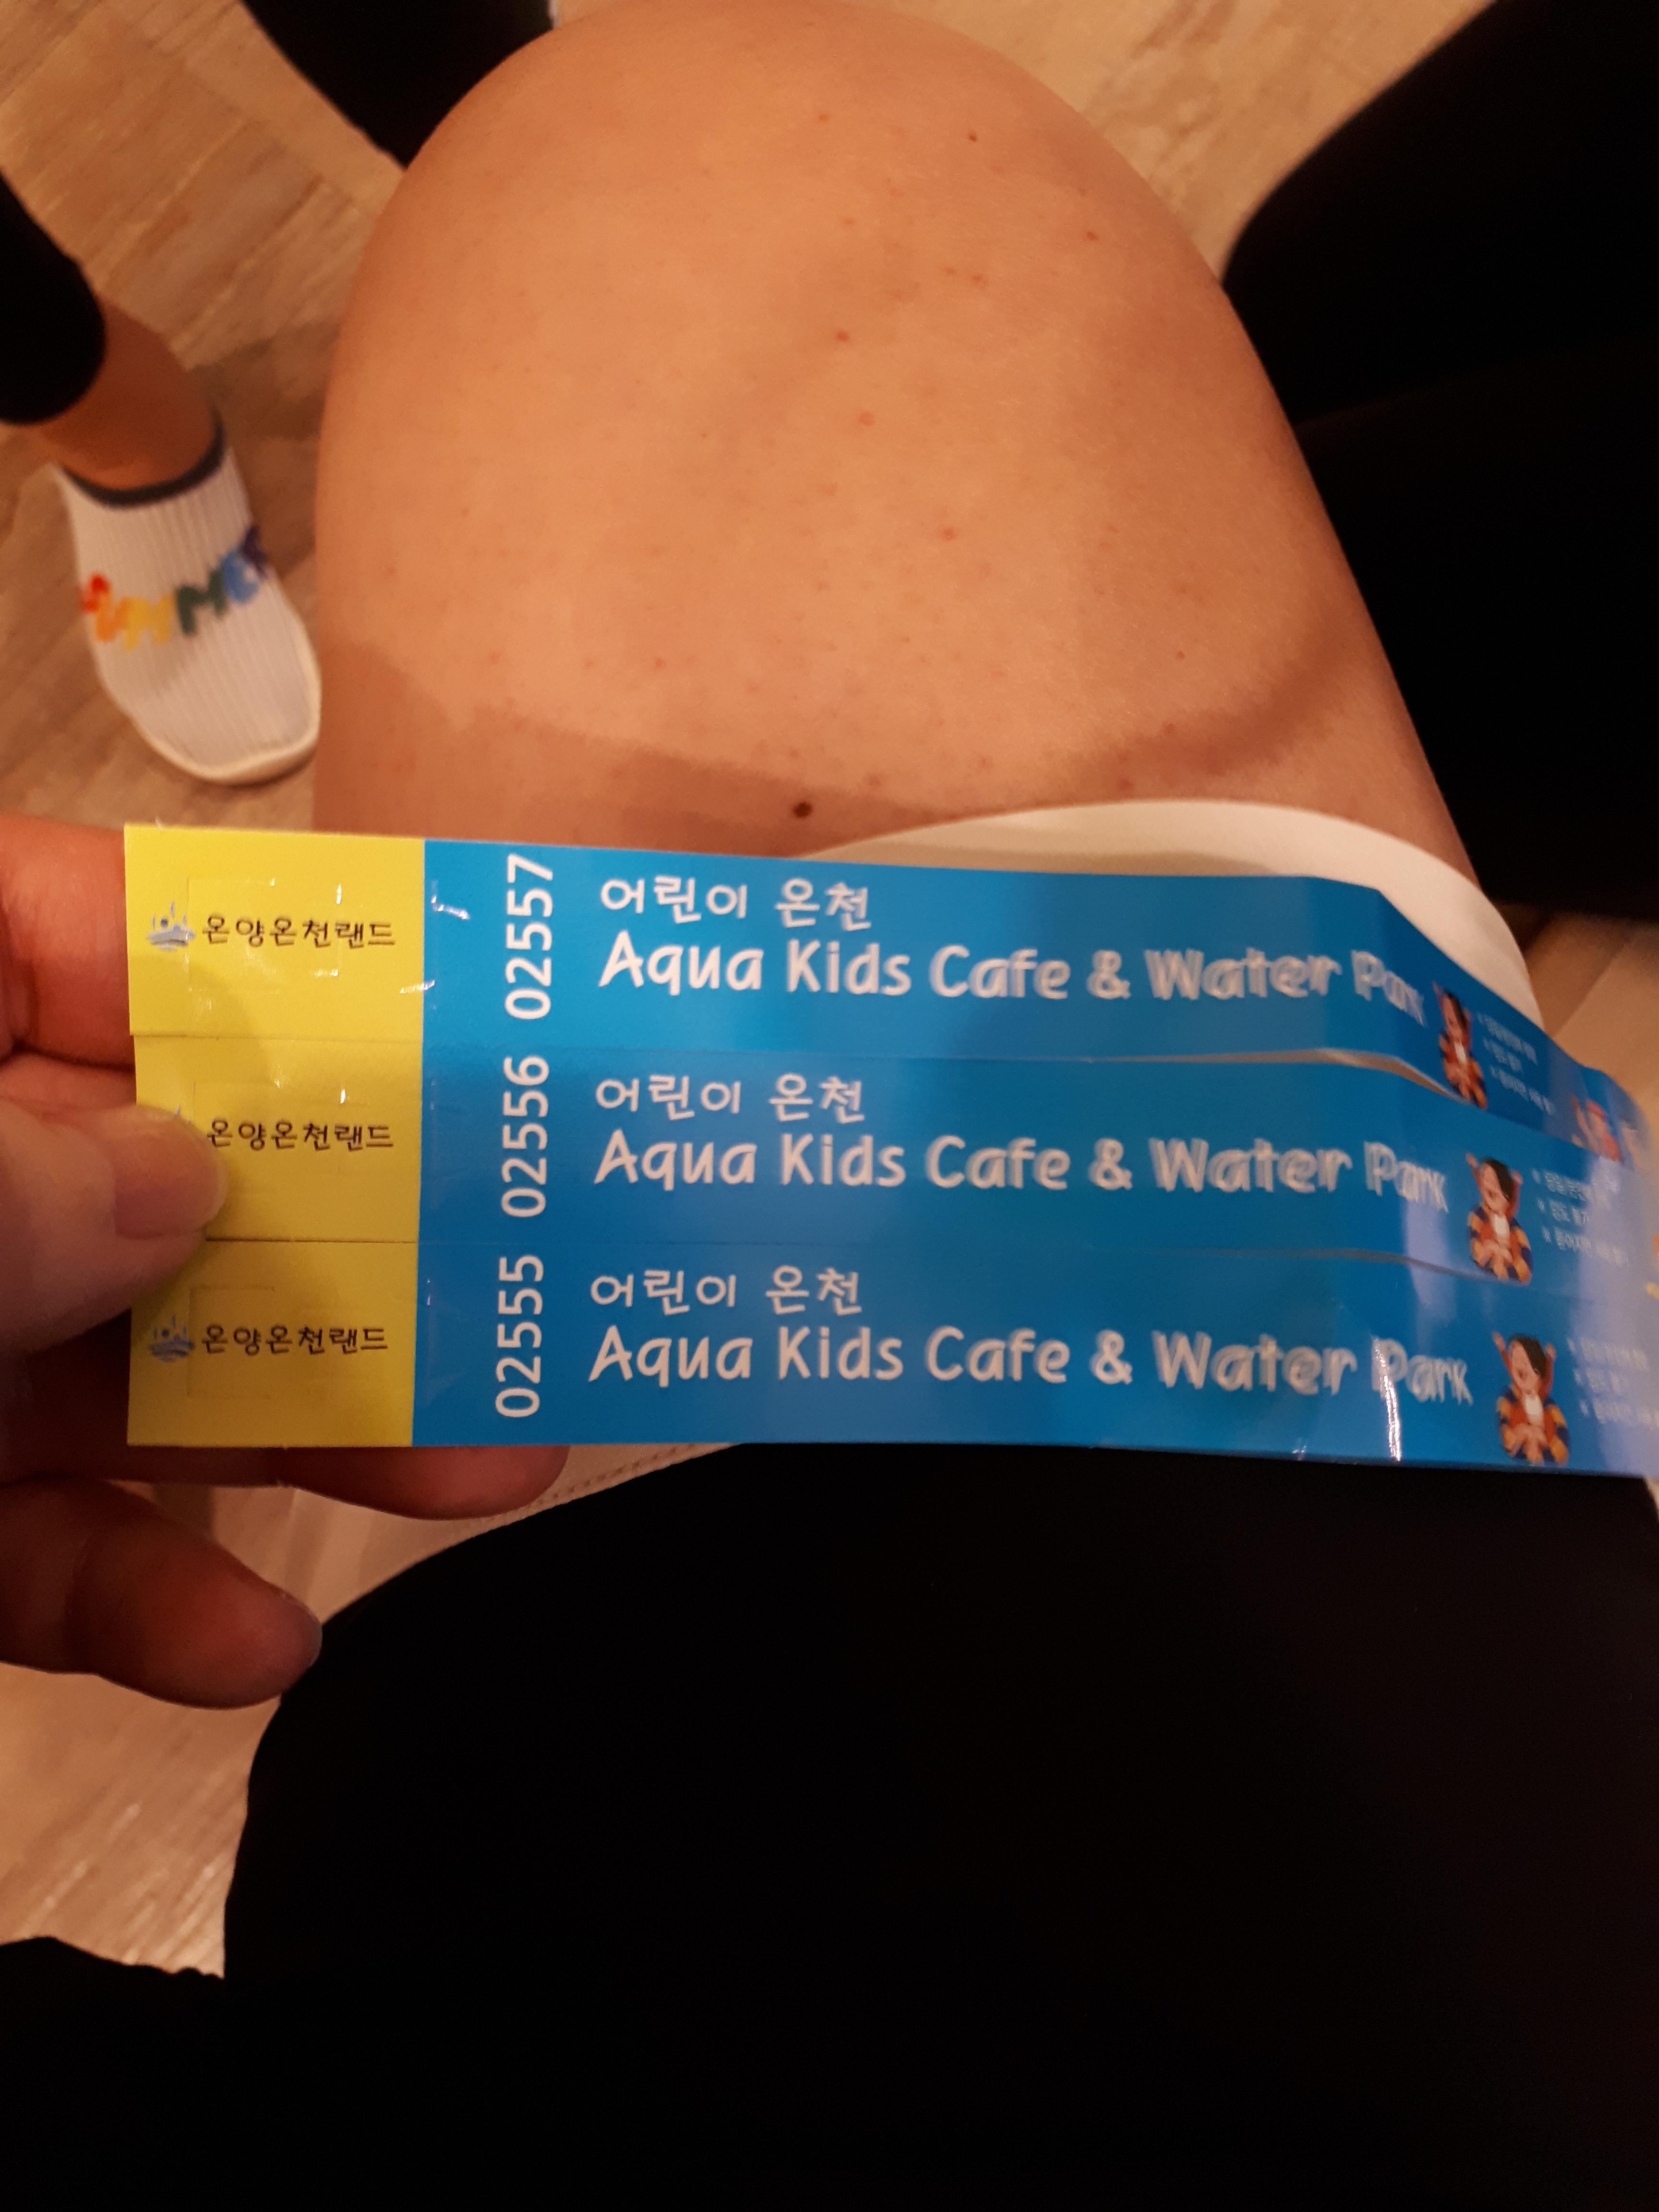 온양온천랜드
02557
어린이 온천
Aqua Kids Cafe & Water Park
온양온천랜드
02556
어린이 온천
Aqua Kids Cafe & Water Park
온양온천랜드
02555
어린이 온천
Aqua Kids Cafe & Water Park